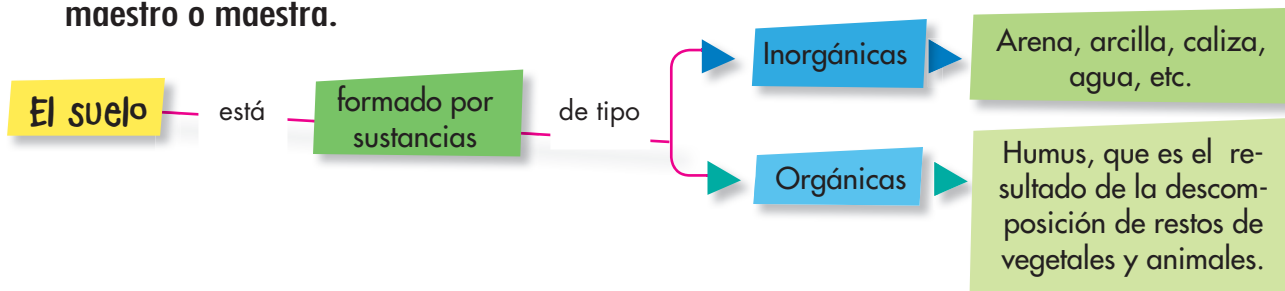 maestro o maestra.
El suelo
está
formado por
sustancias
de tipo
Inorgánicas
Arena, arcilla, caliza,
agua, etc.
Orgánicas
Humus, que es el re-
sultado de la descom-
posición de restos de
vegetales y animales.